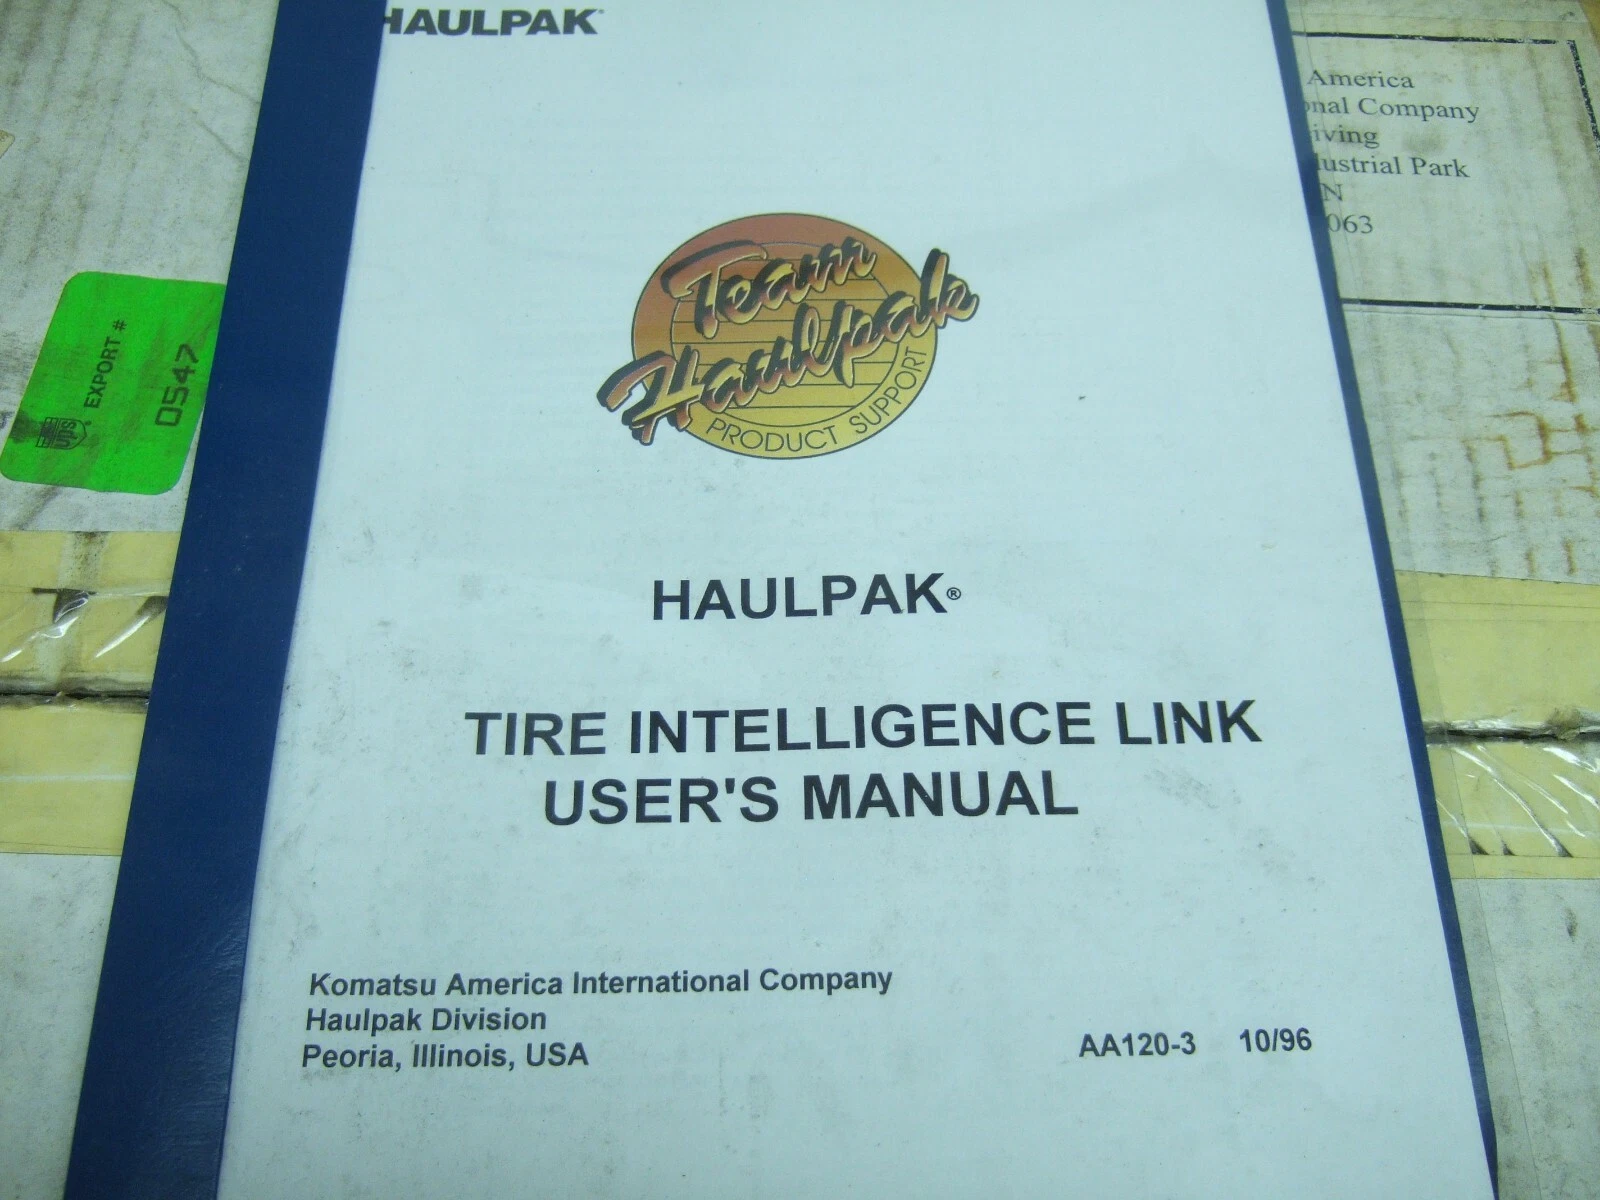 HAULPAK
America
onal Company
iving
ustrial Park
N
063
Team
Haulpak
PRODUCT SUPPORT
EXPORT #
0547
ups
HAULPAK®
TIRE INTELLIGENCE LINK
USER'S MANUAL
Komatsu America International Company
Haulpak Division
Peoria, Illinois, USA
AA120-3 10/96